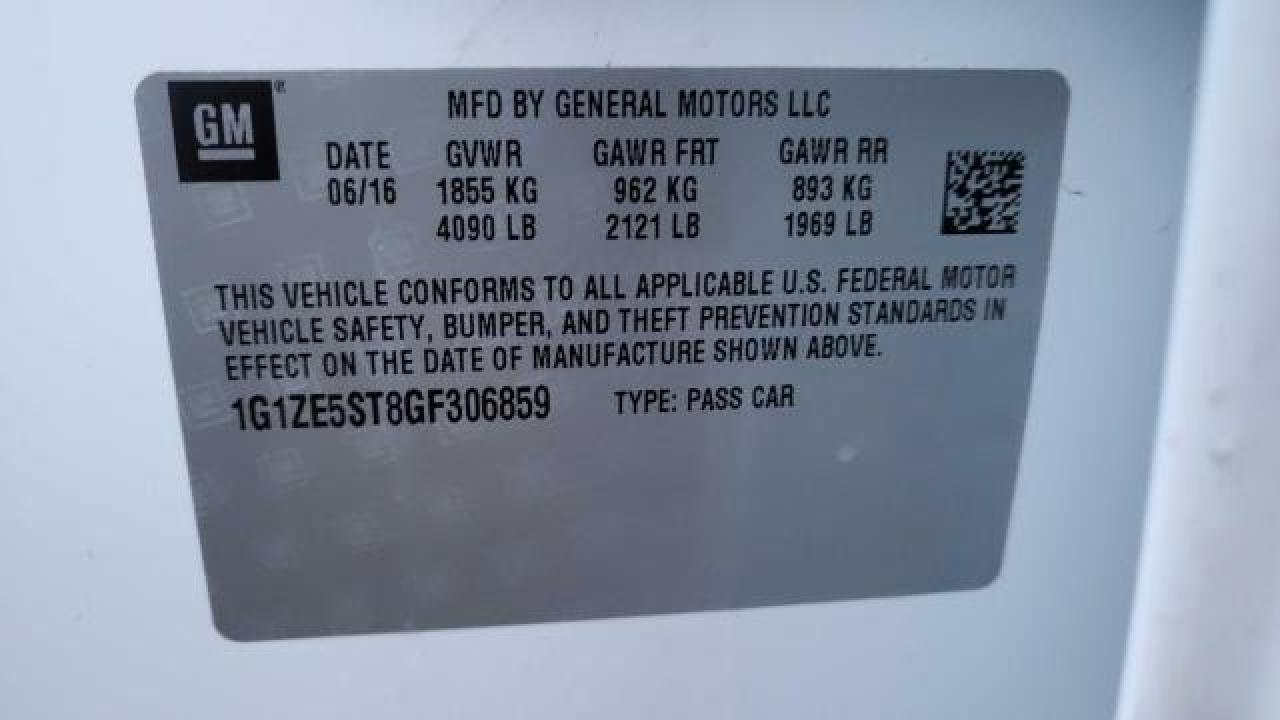 GM®
MFD BY GENERAL MOTORS LLC
DATE GVWR GAWR FRT GAWR RR
06/16 1855 KG 962 KG 893 KG
4090 LB 2121 LB 1969 LB
THIS VEHICLE CONFORMS TO ALL APPLICABLE U.S. FEDERAL MOTOR
VEHICLE SAFETY, BUMPER, AND THEFT PREVENTION STANDARDS IN
EFFECT ON THE DATE OF MANUFACTURE SHOWN ABOVE.
1G1ZE5ST8GF306859 TYPE: PASS CAR